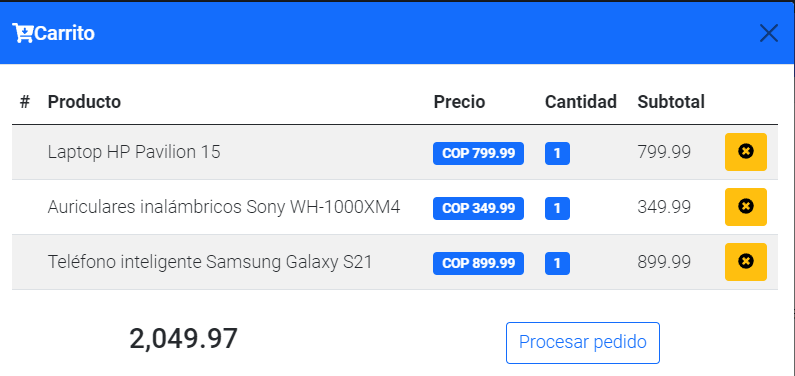 Carrito
# Producto Precio Cantidad Subtotal
Laptop HP Pavilion 15 COP 799.99 1 799.99
Auriculares inalámbricos Sony WH-1000XM4 COP 349.99 1 349.99
Teléfono inteligente Samsung Galaxy S21 COP 899.99 1 899.99
2,049.97 Procesar pedido